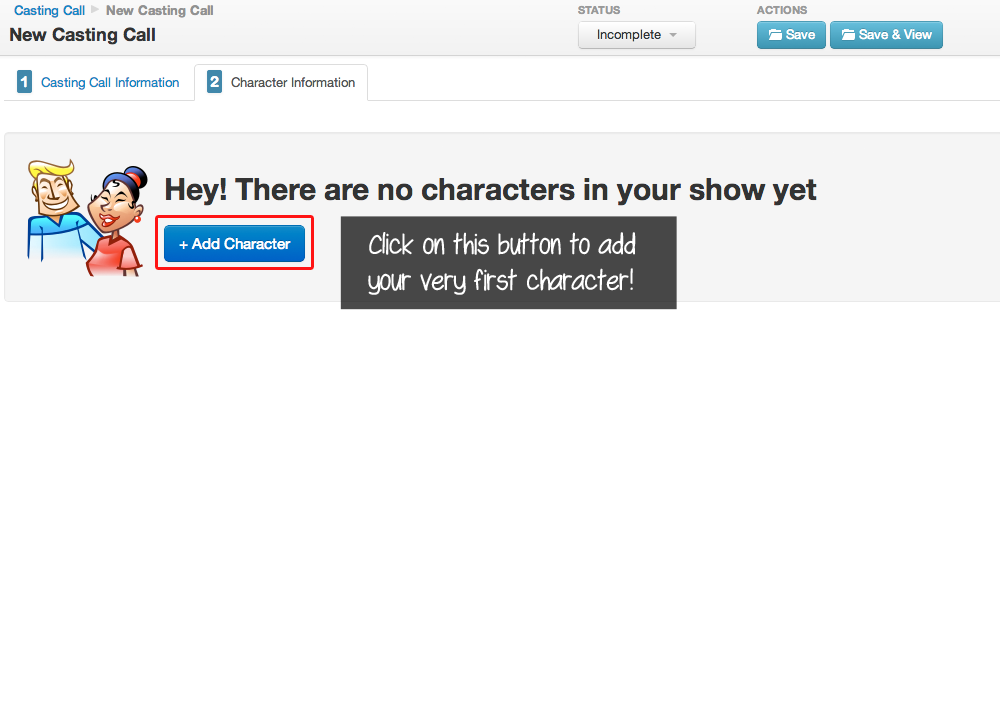 Casting Call New Casting Call
New Casting Call
STATUS
Incomplete
ACTIONS
Save Save & View
1 Casting Call Information 2 Character Information
Hey! There are no characters in your show yet
+ Add Character
Click on this button to add
your very first character!